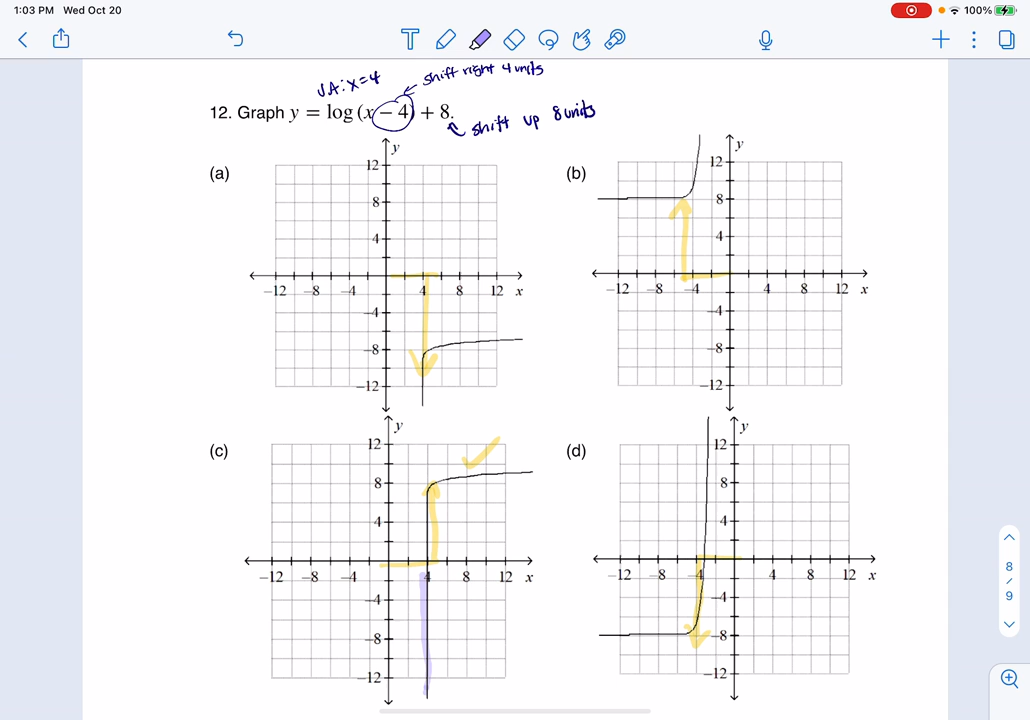 1:03 PM Wed Oct 20
100%
VA: x=4
shift right 4 units
12. Graph y = log (x − 4) + 8.
shift up 8 units
(a)
y
12
8
4
−12 −8 −4 4 8 12 x
−4
−8
−12
(b)
y
12
8
4
−12 −8 −4 4 8 12 x
−4
−8
−12
(c)
y
12
8
4
−12 −8 −4 4 8 12 x
−4
−8
−12
(d)
y
12
8
4
−12 −8 −4 4 8 12 x
−4
−8
−12
8
/
9